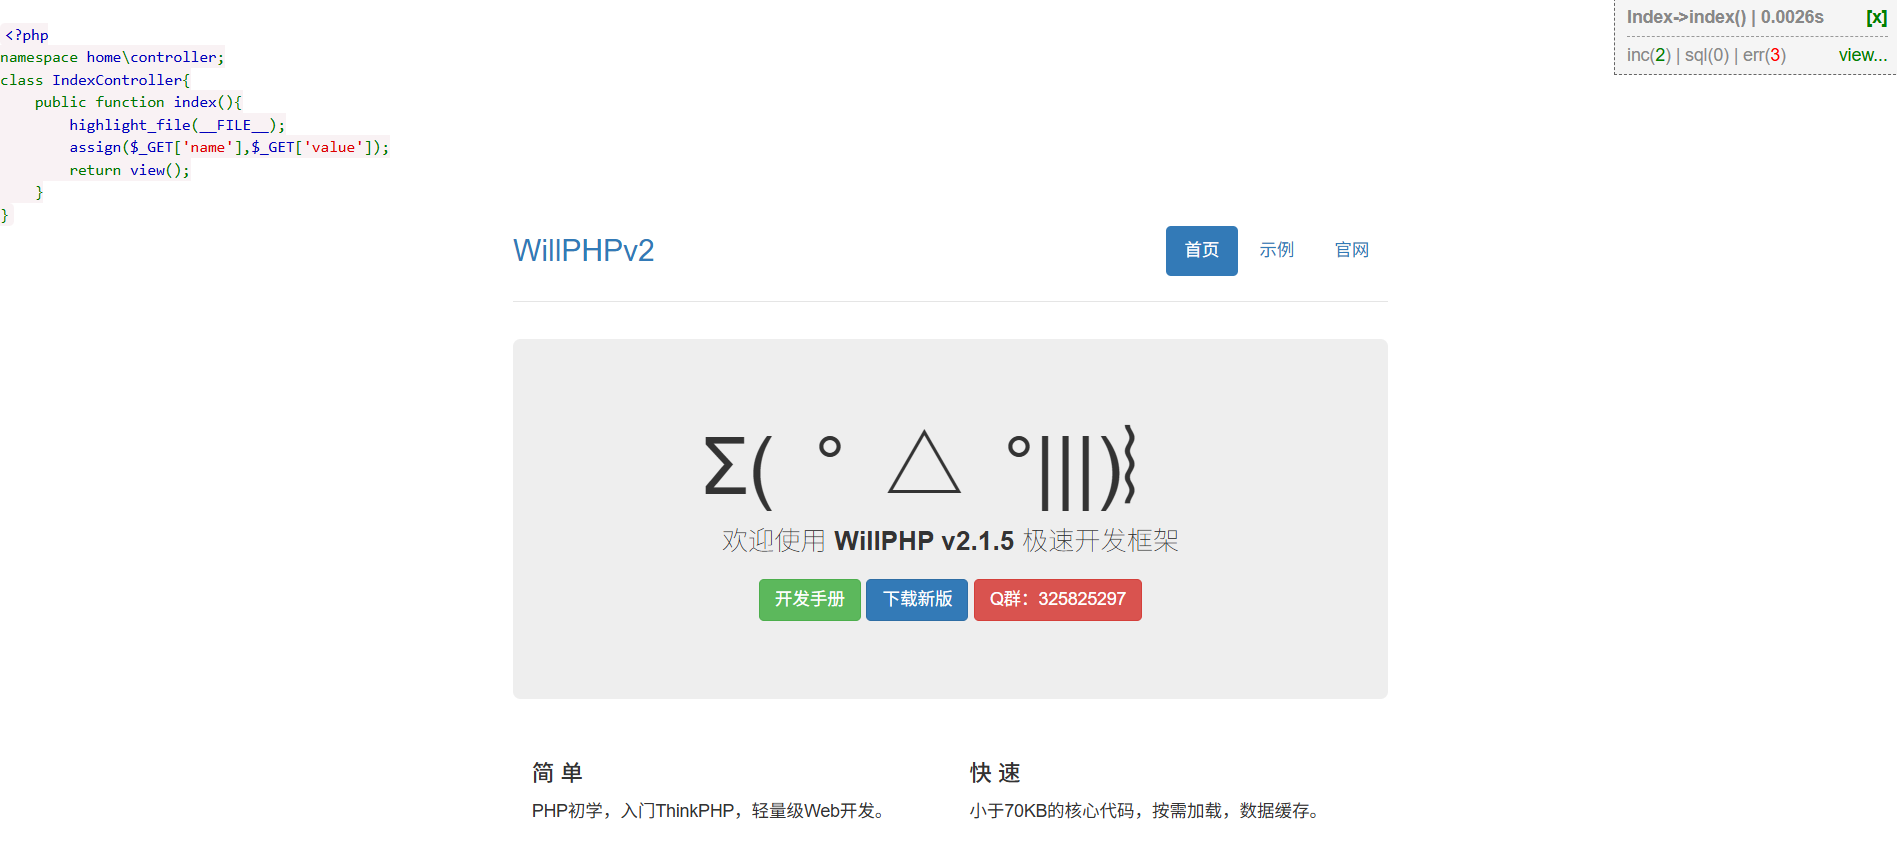 <?php
namespace home\controller;
class IndexController{
    public function index(){
        highlight_file(__FILE__);
        assign($_GET['name'],$_GET['value']);
        return view();
    }
}
Index->index() | 0.0026s [x]
inc(2) | sql(0) | err(3) view...
WillPHPv2 首页 示例 官网
Σ( ° △ °|||)︴
欢迎使用 WillPHP v2.1.5 极速开发框架
开发手册 下载新版 Q群：325825297
简 单
PHP初学，入门ThinkPHP，轻量级Web开发。
快 速
小于70KB的核心代码，按需加载，数据缓存。